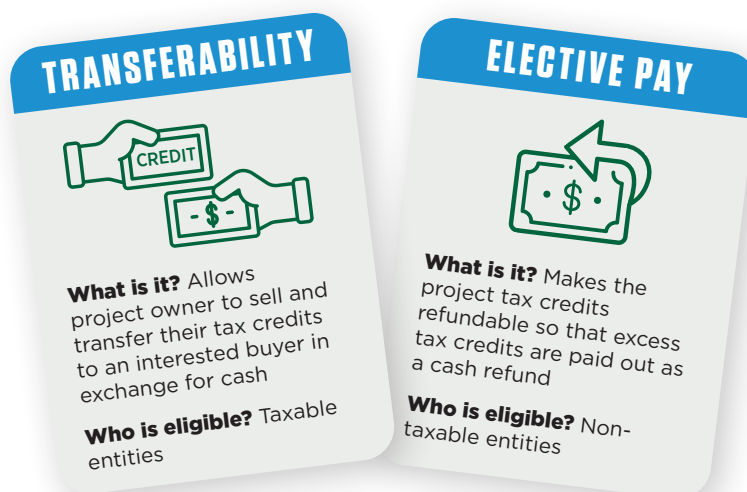 TRANSFERABILITY
CREDIT
- $ -
What is it? Allows
project owner to sell and
transfer their tax credits
to an interested buyer in
exchange for cash
Who is eligible? Taxable
entities
ELECTIVE PAY
$
What is it? Makes the
project tax credits
refundable so that excess
tax credits are paid out as
a cash refund
Who is eligible? Non-
taxable entities